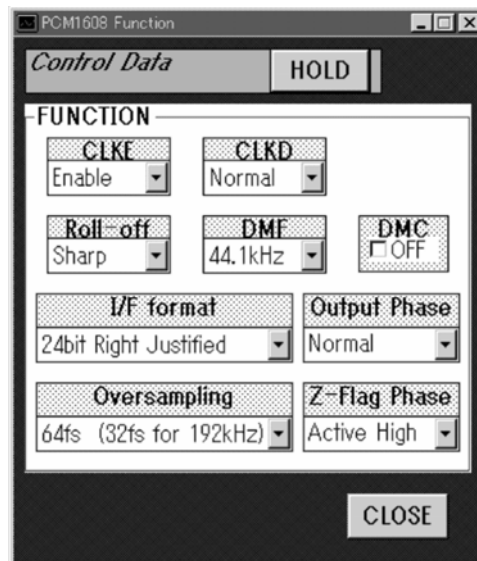 PCM1608 Function
Control Data
HOLD
FUNCTION
CLKE
CLKD
Enable
Normal
Roll-off
DMF
DMC
Sharp
44.1kHz
OFF
I/F format
Output Phase
24bit Right Justified
Normal
Oversampling
Z-Flag Phase
64fs (32fs for 192kHz)
Active High
CLOSE